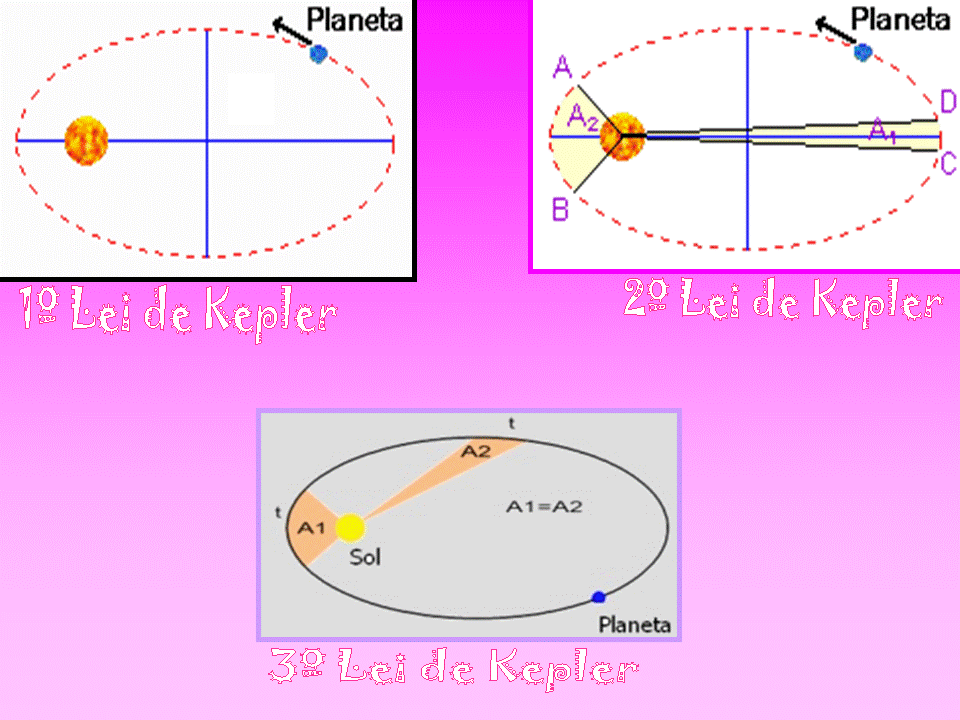 Planeta
1º Lei de Kepler
Planeta
A
A2
B
D
A1
C
2º Lei de Kepler
t
A2
t
A1
A1=A2
Sol
Planeta
3º Lei de Kepler